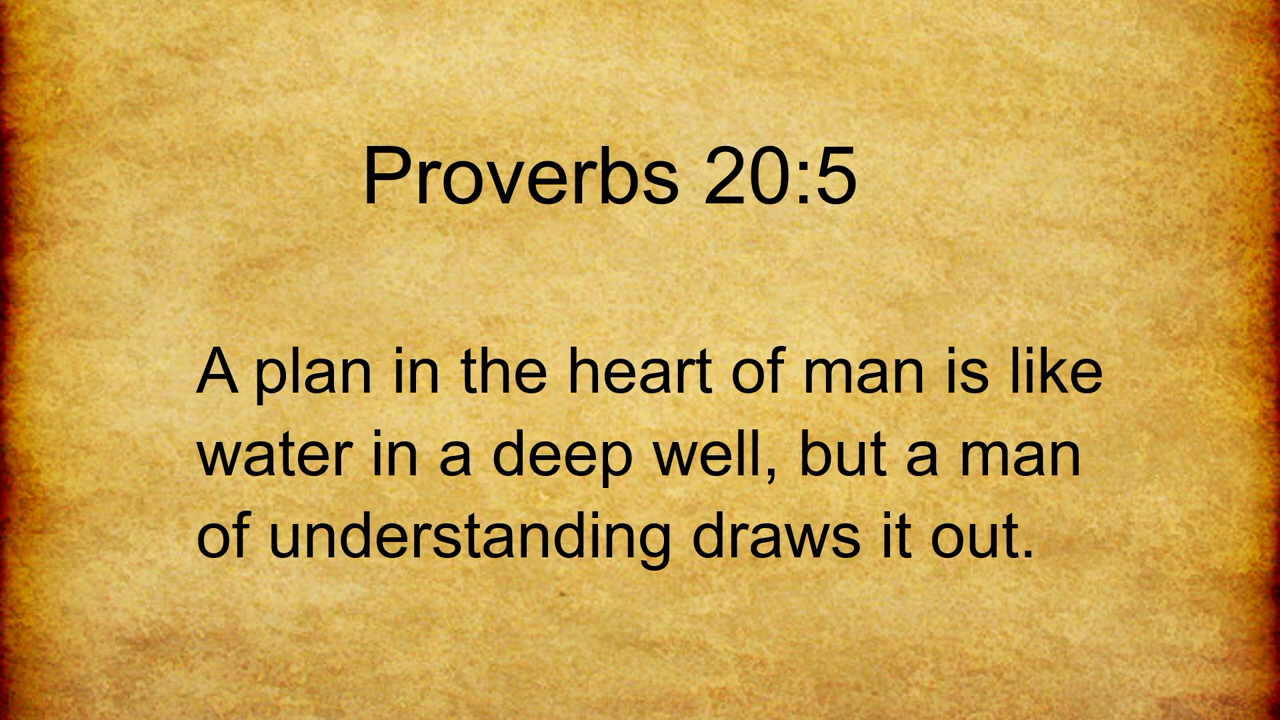 Proverbs 20:5
A plan in the heart of man is like
water in a deep well, but a man
of understanding draws it out.